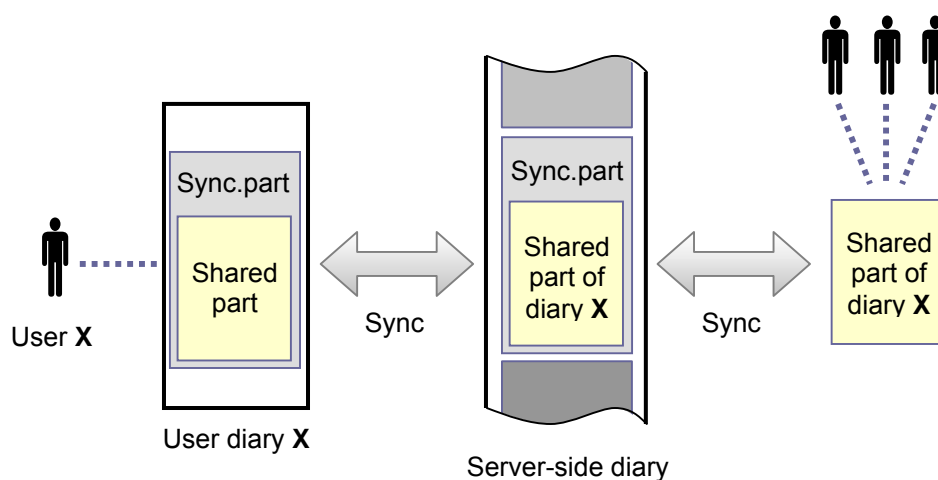 Sync.part
Shared
part
User X
User diary X
Sync
Sync.part
Shared
part of
diary X
Server-side diary
Sync
Shared
part of
diary X